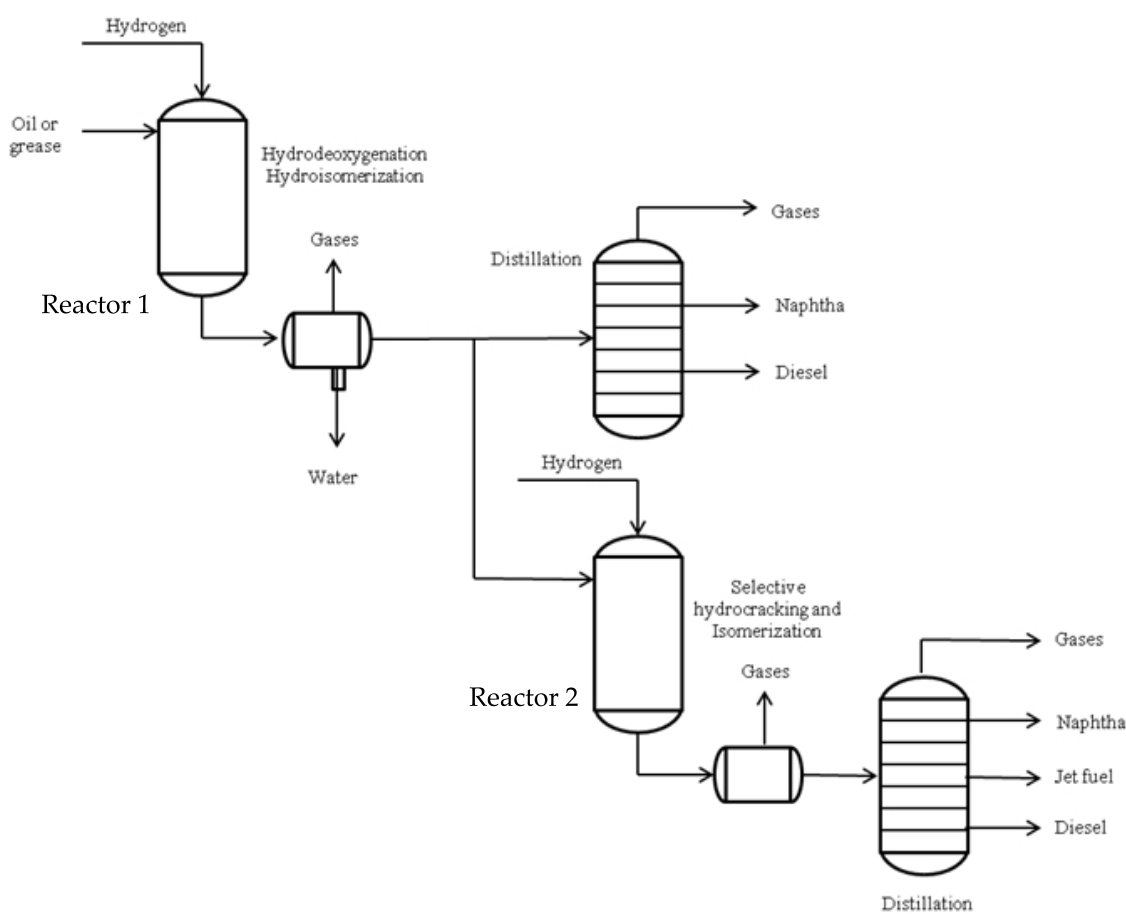 Hydrogen
Oil or
grease
Hydrodeoxygenation
Hydroisomerization
Reactor 1
Gases
Water
Distillation
Gases
Naphtha
Diesel
Hydrogen
Reactor 2
Selective
hydrocracking and
Isomerization
Gases
Gases
Naphtha
Jet fuel
Diesel
Distillation